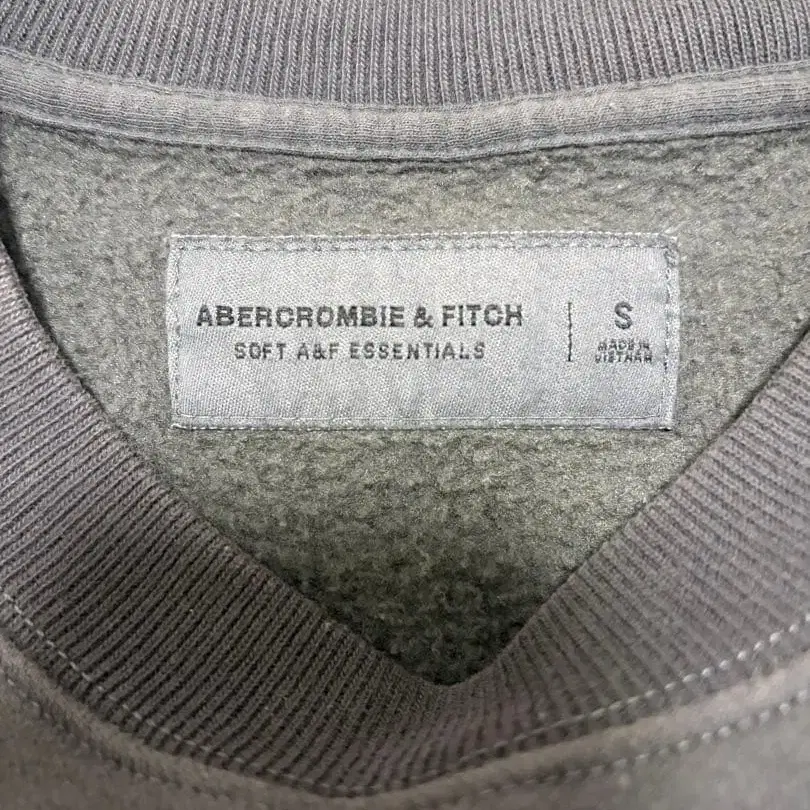 ABERCROMBIE & FITCH
SOFT A&F ESSENTIALS
S
MADE IN
VIETNAM